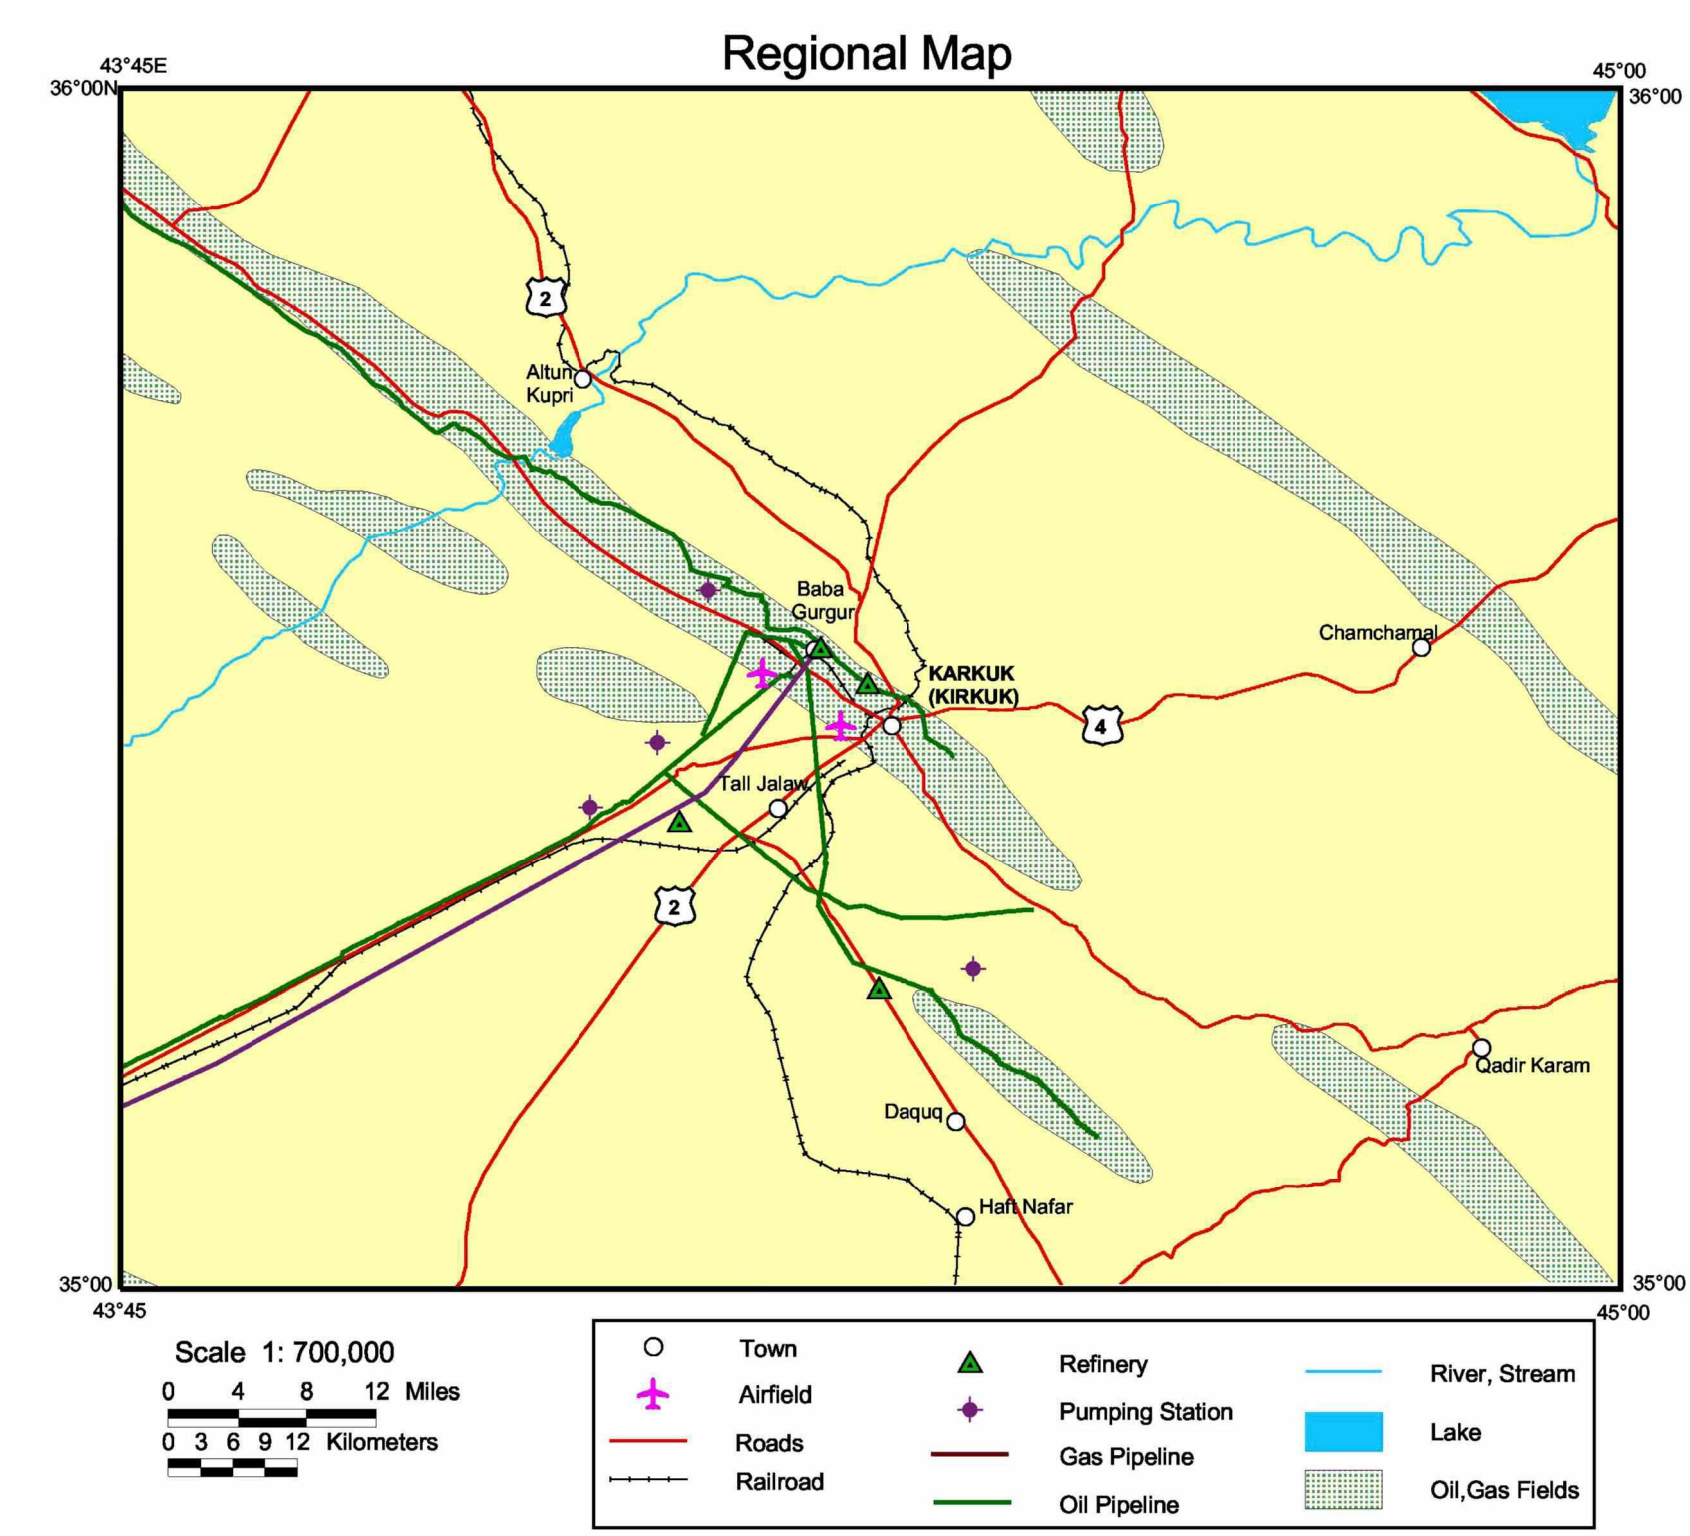 Regional Map
43°45E
45°00
36°00N
36°00
2
Altun
Kupri
Baba
Gurgur
Chamchamal
KARKUK
(KIRKUK)
4
Tall Jalaw
2
Qadir Karam
Daquq
Haft Nafar
35°00
35°00
43°45
45°00
Scale 1: 700,000
0 4 8 12 Miles
0 3 6 9 12 Kilometers
Town
Airfield
Roads
Railroad
Refinery
Pumping Station
Gas Pipeline
Oil Pipeline
River, Stream
Lake
Oil,Gas Fields